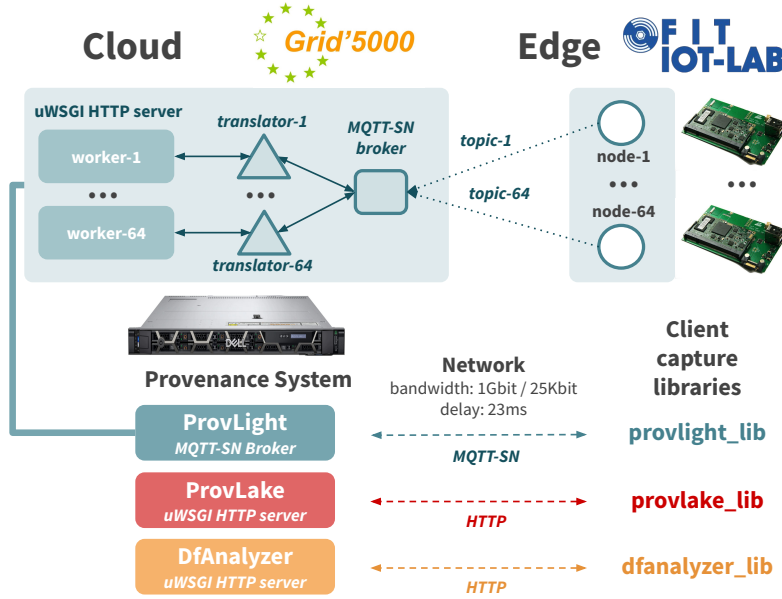 Cloud
Grid'5000
Edge
FIT
IOT-LAB
uWSGI HTTP server
translator-1
MQTT-SN
broker
worker-1
topic-1
node-1
•••
•••
•••
•••
topic-64
worker-64
node-64
translator-64
DELL
Provenance System
Network
bandwidth: 1Gbit / 25Kbit
delay: 23ms
Client
capture
libraries
ProvLight
MQTT-SN Broker
MQTT-SN
provlight_lib
ProvLake
uWSGI HTTP server
HTTP
provlake_lib
DfAnalyzer
uWSGI HTTP server
HTTP
dfanalyzer_lib